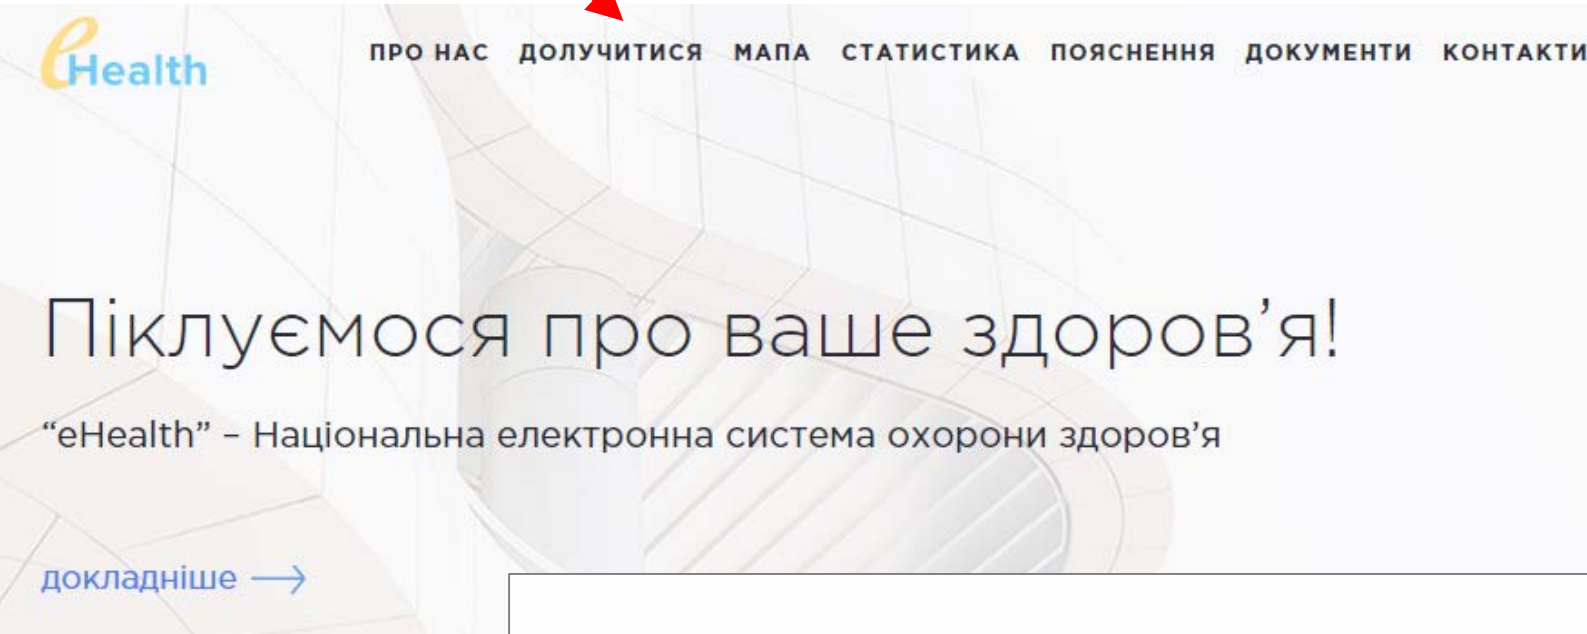 eHealth
ПРО НАС ДОЛУЧИТИСЯ МАПА СТАТИСТИКА ПОЯСНЕННЯ ДОКУМЕНТИ КОНТАКТИ
Піклуємося про ваше здоров’я!
“eHealth” – Національна електронна система охорони здоров’я
докладніше →